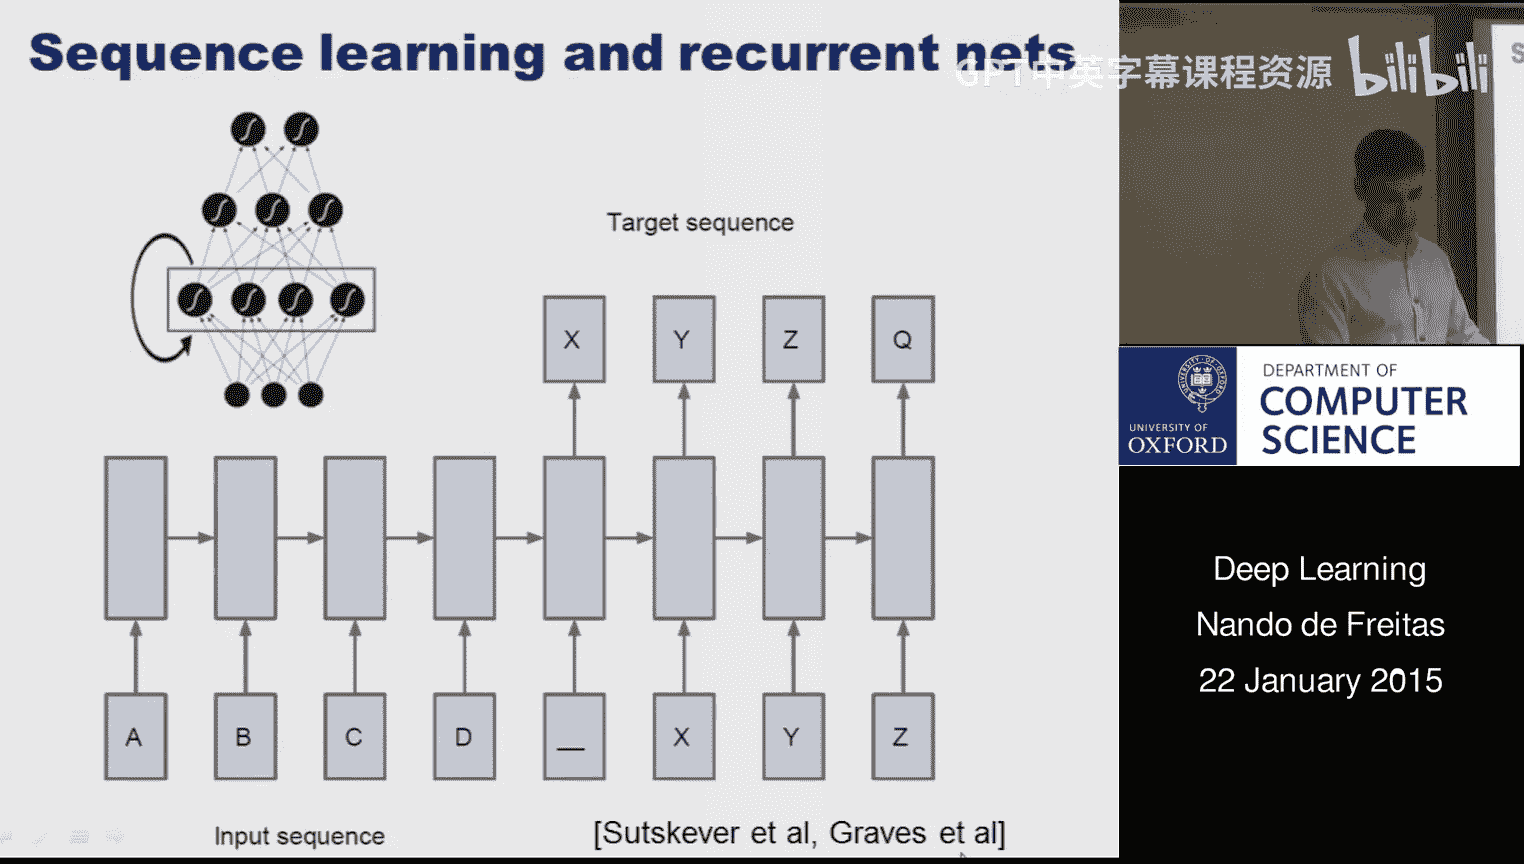 Sequence learning and recurrent nets
GPT中英字幕课程资源 bilibili
S
Target sequence
X Y Z Q
A B C D __ X Y Z
Input sequence
[Sutskever et al, Graves et al]
UNIVERSITY OF
OXFORD
DEPARTMENT OF
COMPUTER
SCIENCE
Deep Learning
Nando de Freitas
22 January 2015